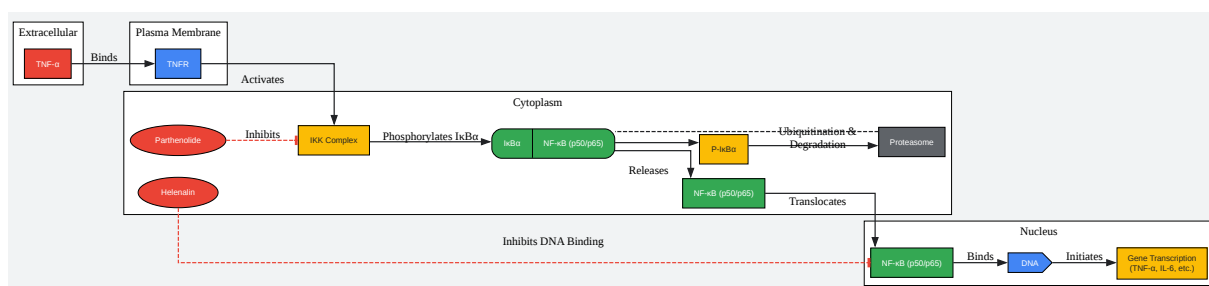 Extracellular
Plasma Membrane
TNF-α
Binds
TNFR
Activates
Cytoplasm
Parthenolide
Inhibits
IKK Complex
Phosphorylates IκBα
IκBα
NF-κB (p50/p65)
P-IκBα
Ubiquitination &
Degradation
Proteasome
Releases
Helenalin
NF-κB (p50/p65)
Translocates
Nucleus
Inhibits DNA Binding
NF-κB (p50/p65)
Binds
DNA
Initiates
Gene Transcription
(TNF-α, IL-6, etc.)